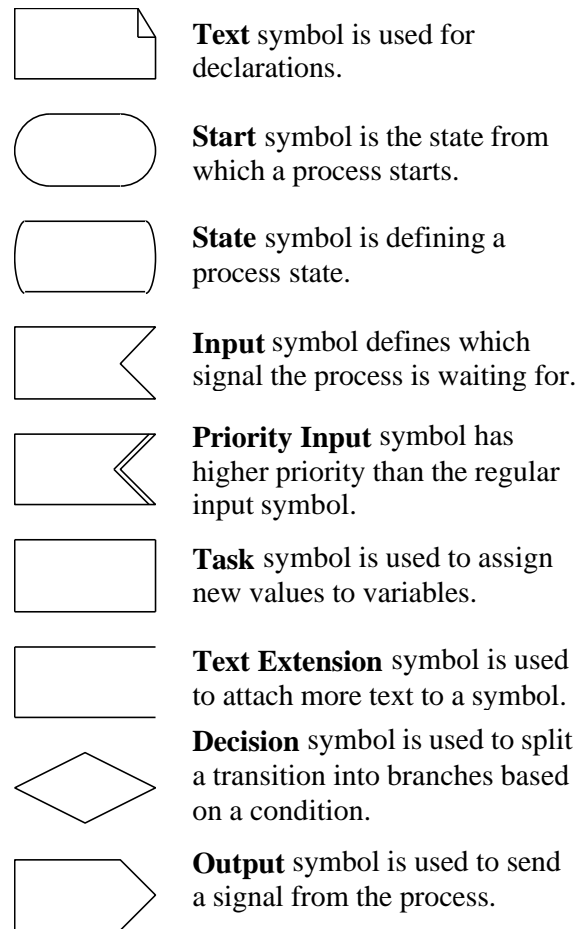 Text symbol is used for
declarations.
Start symbol is the state from
which a process starts.
State symbol is defining a
process state.
Input symbol defines which
signal the process is waiting for.
Priority Input symbol has
higher priority than the regular
input symbol.
Task symbol is used to assign
new values to variables.
Text Extension symbol is used
to attach more text to a symbol.
Decision symbol is used to split
a transition into branches based
on a condition.
Output symbol is used to send
a signal from the process.